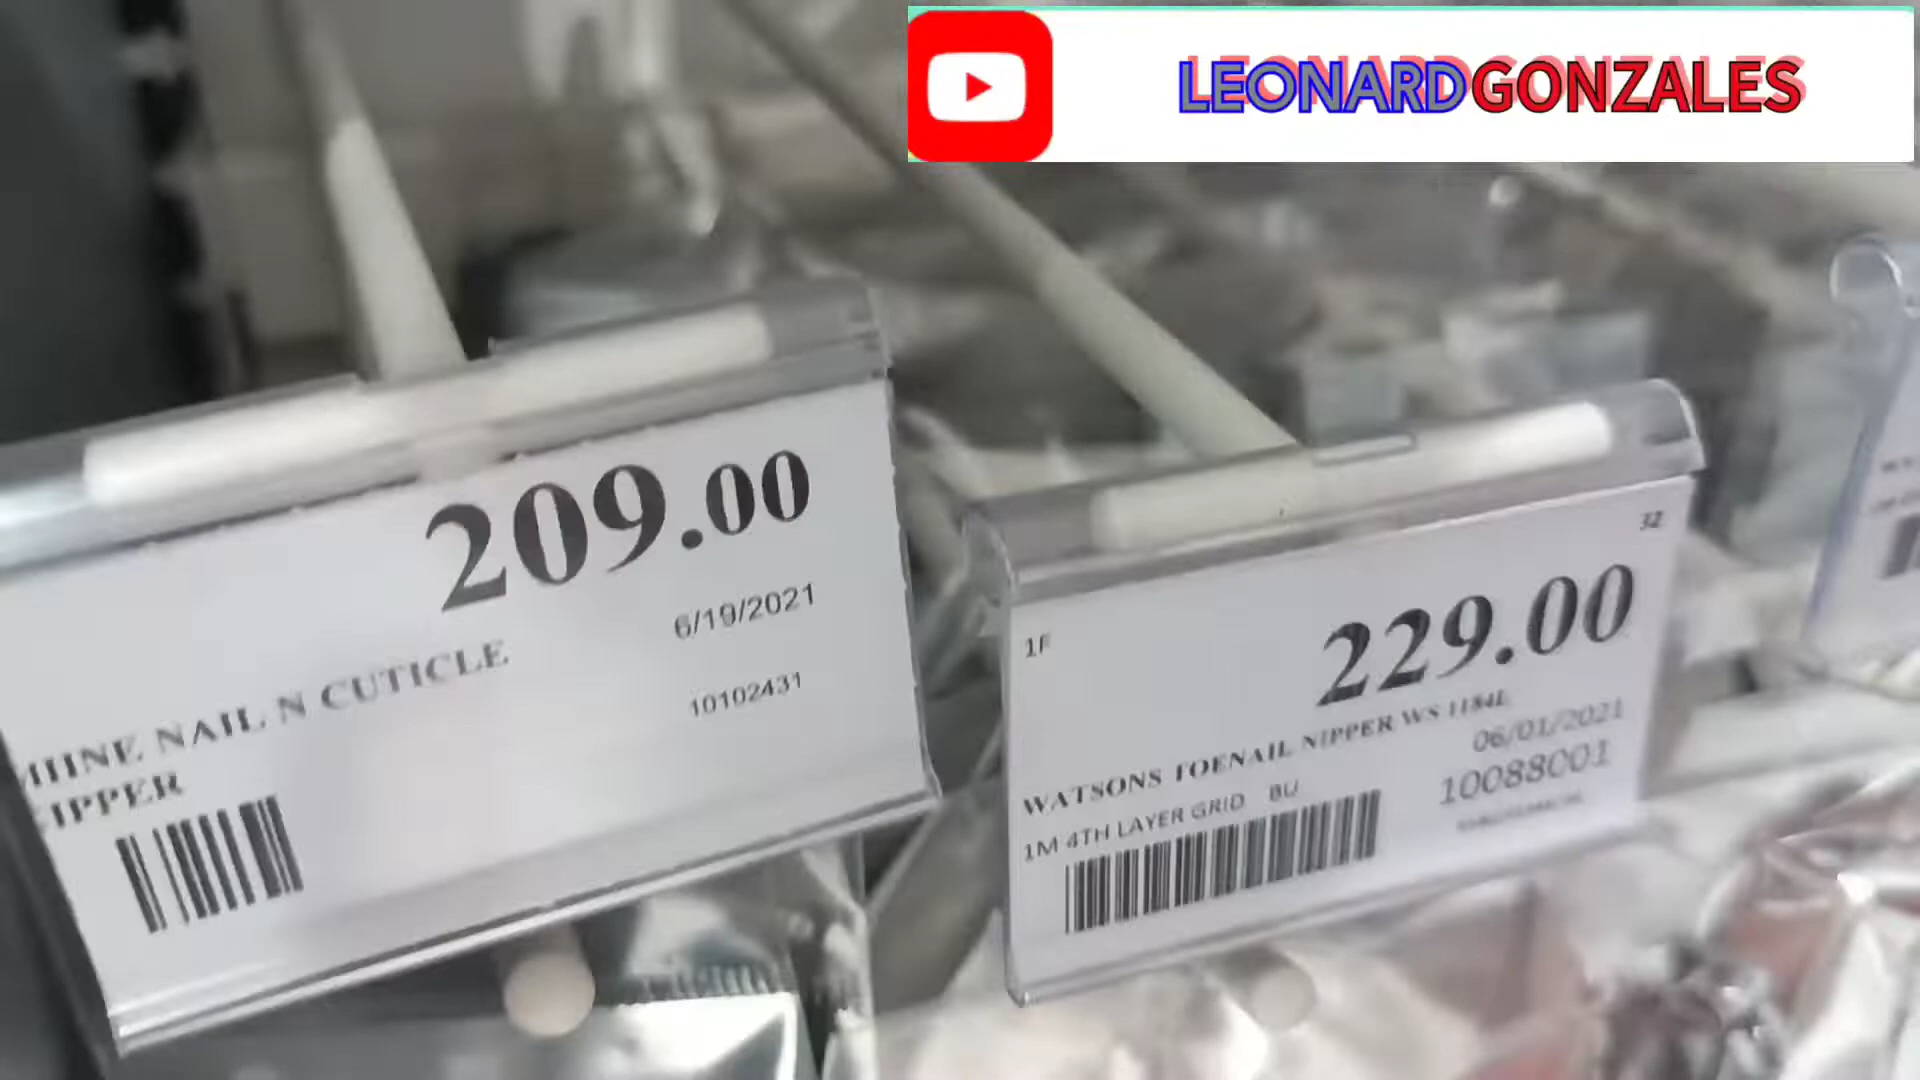 LEONARDGONZALES
209.00
6/19/2021
NAIL N CUTICLE
10102431
32
1F
229.00
WATSONS TOENAIL NIPPER WS 1184L
06/01/2021
1M 4TH LAYER GRID BU
10088001